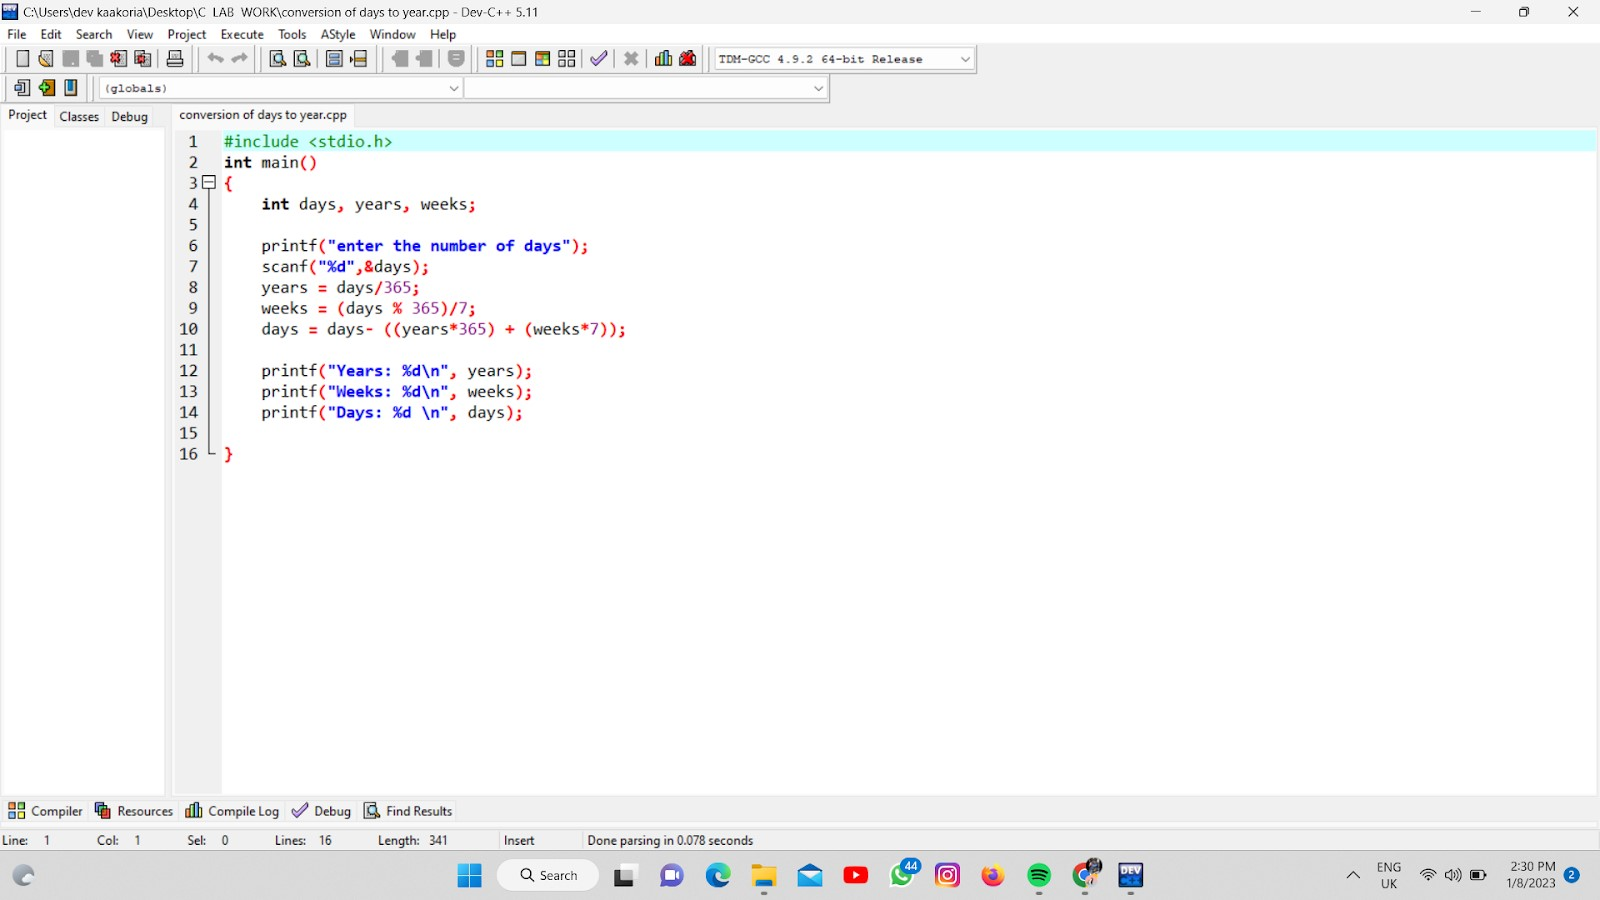 C:\Users\dev kaakoria\Desktop\C LAB WORK\conversion of days to year.cpp - Dev-C++ 5.11
File Edit Search View Project Execute Tools AStyle Window Help
TDM-GCC 4.9.2 64-bit Release
(globals)
Project Classes Debug conversion of days to year.cpp
1 #include <stdio.h>
2 int main()
3 {
4 int days, years, weeks;
5
6 printf("enter the number of days");
7 scanf("%d",&days);
8 years = days/365;
9 weeks = (days % 365)/7;
10 days = days- ((years*365) + (weeks*7));
11
12 printf("Years: %d\n", years);
13 printf("Weeks: %d\n", weeks);
14 printf("Days: %d \n", days);
15
16 }
Compiler Resources Compile Log Debug Find Results
Line: 1 Col: 1 Sel: 0 Lines: 16 Length: 341 Insert Done parsing in 0.078 seconds
Search 44 DEV ENG 2:30 PM
UK 1/8/2023 2